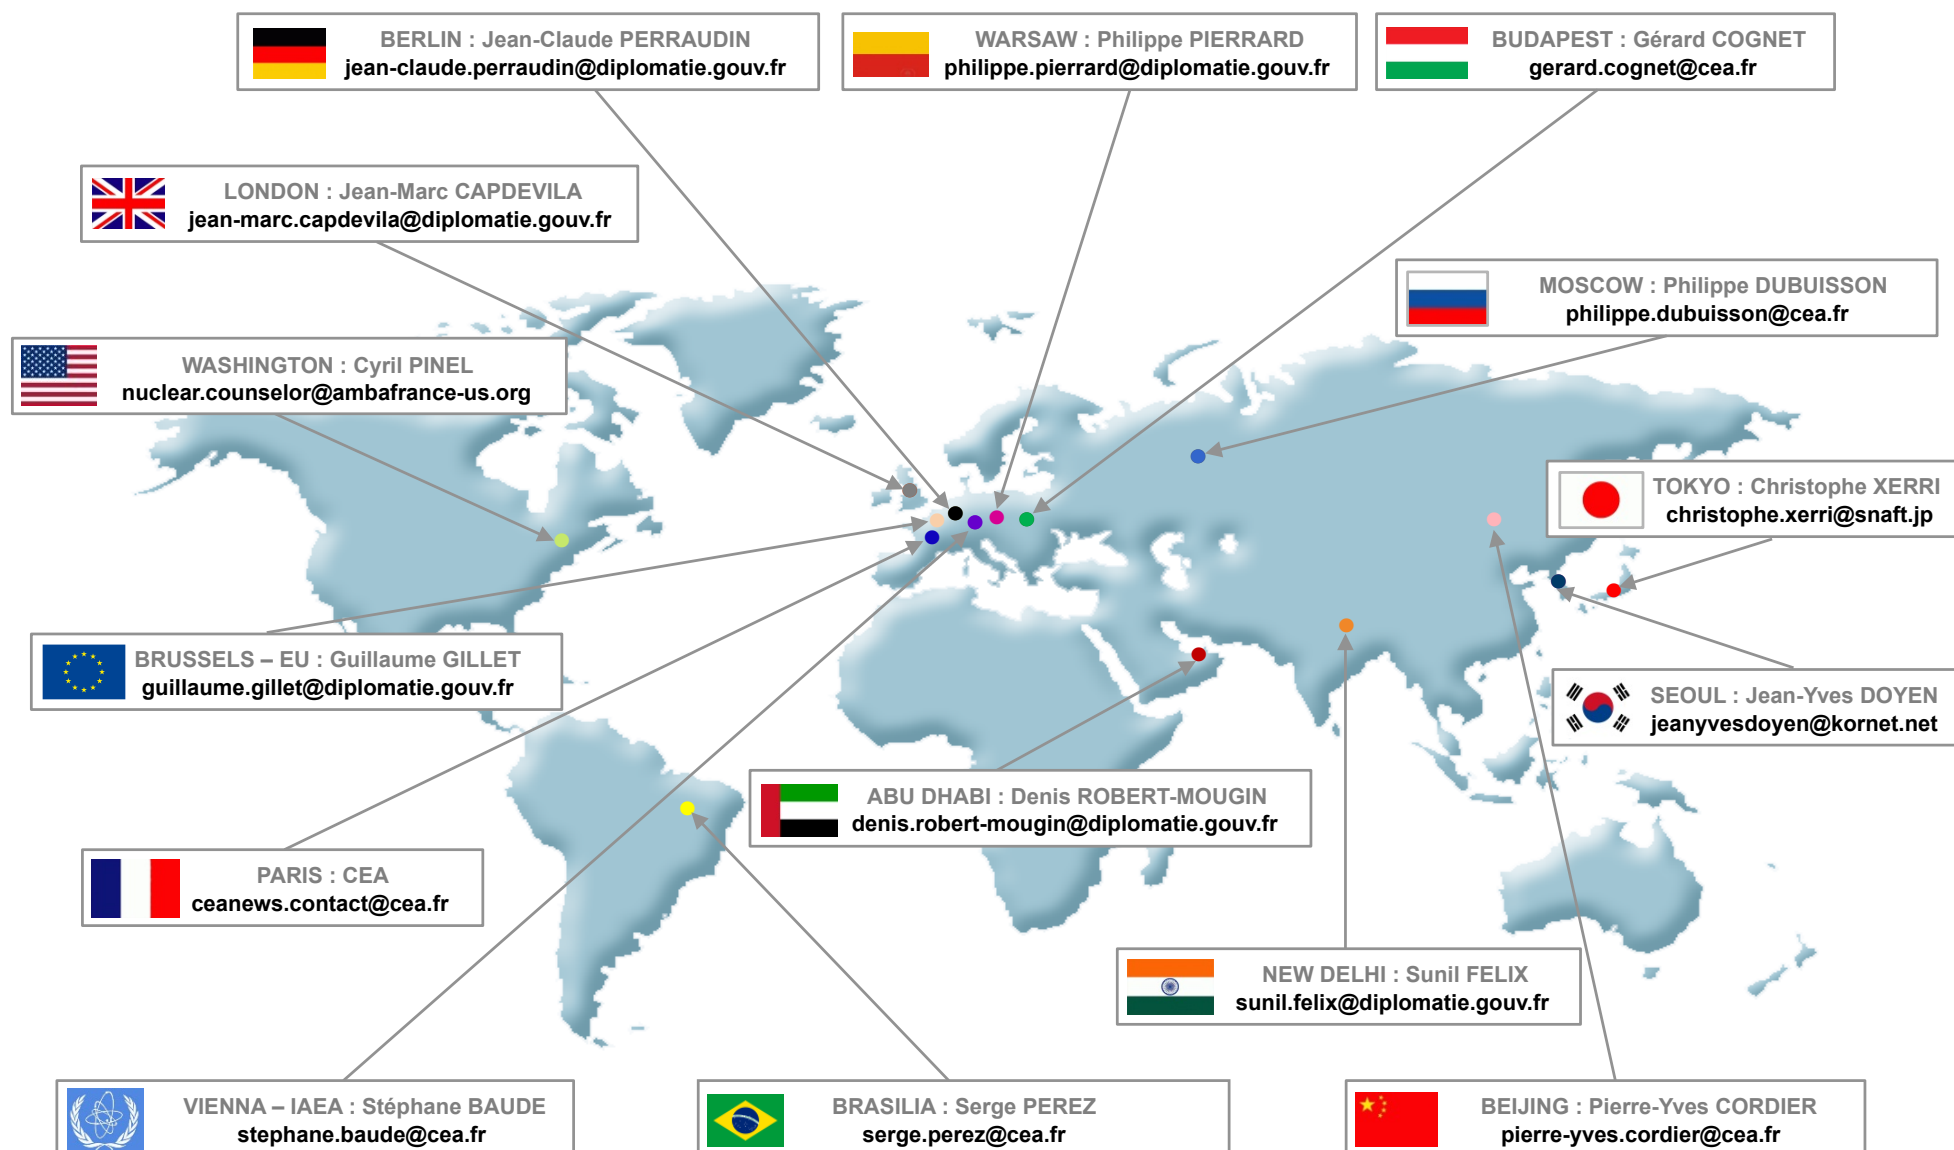 BERLIN : Jean-Claude PERRAUDIN
jean-claude.perraudin@diplomatie.gouv.fr
WARSAW : Philippe PIERRARD
philippe.pierrard@diplomatie.gouv.fr
BUDAPEST : Gérard COGNET
gerard.cognet@cea.fr
LONDON : Jean-Marc CAPDEVILA
jean-marc.capdevila@diplomatie.gouv.fr
MOSCOW : Philippe DUBUISSON
philippe.dubuisson@cea.fr
WASHINGTON : Cyril PINEL
nuclear.counselor@ambafrance-us.org
TOKYO : Christophe XERRI
christophe.xerri@snaft.jp
BRUSSELS – EU : Guillaume GILLET
guillaume.gillet@diplomatie.gouv.fr
SEOUL : Jean-Yves DOYEN
jeanyvesdoyen@kornet.net
ABU DHABI : Denis ROBERT-MOUGIN
denis.robert-mougin@diplomatie.gouv.fr
PARIS : CEA
ceanews.contact@cea.fr
NEW DELHI : Sunil FELIX
sunil.felix@diplomatie.gouv.fr
VIENNA – IAEA : Stéphane BAUDE
stephane.baude@cea.fr
BRASILIA : Serge PEREZ
serge.perez@cea.fr
BEIJING : Pierre-Yves CORDIER
pierre-yves.cordier@cea.fr